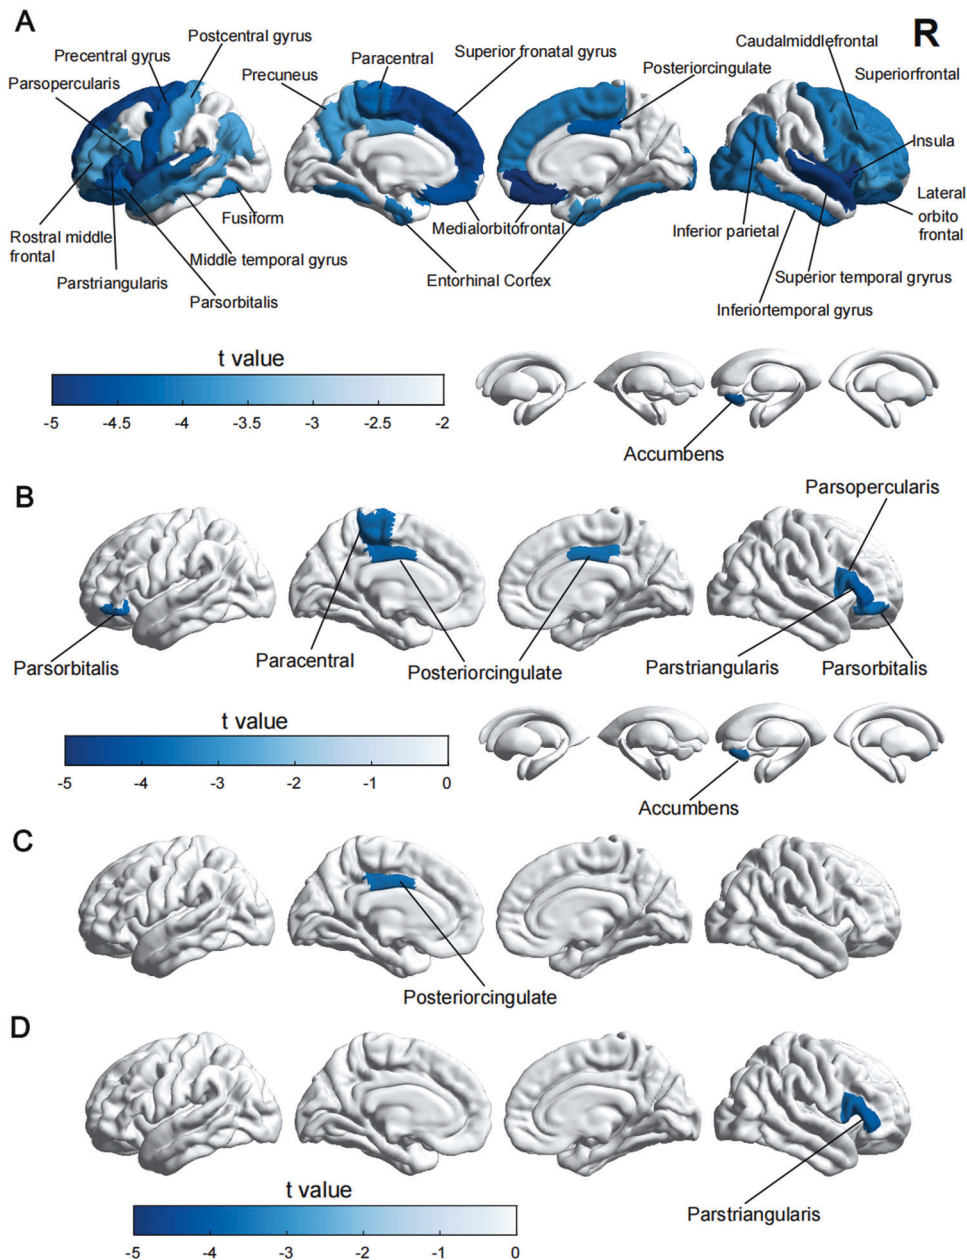 A
R
Postcentral gyrus
Precentral gyrus
Parsopercularis
Precuneus
Paracentral
Superior fronatal gyrus
Posteriorcingulate
Caudalmiddlefrontal
Superiorfrontal
Insula
Lateral
orbito
frontal
Rostral middle
frontal
Parstriangularis
Parsorbitalis
Middle temporal gyrus
Fusiform
Medialorbitofrontal
Entorhinal Cortex
Inferior parietal
Superior temporal gryrus
Inferiortemporal gyrus
t value
-5 -4.5 -4 -3.5 -3 -2.5 -2
Accumbens
B
Parsopercularis
Parsorbitalis
Paracentral
Posteriorcingulate
Parstriangularis
Parsorbitalis
t value
-5 -4 -3 -2 -1 0
Accumbens
C
Posteriorcingulate
D
Parstriangularis
t value
-5 -4 -3 -2 -1 0